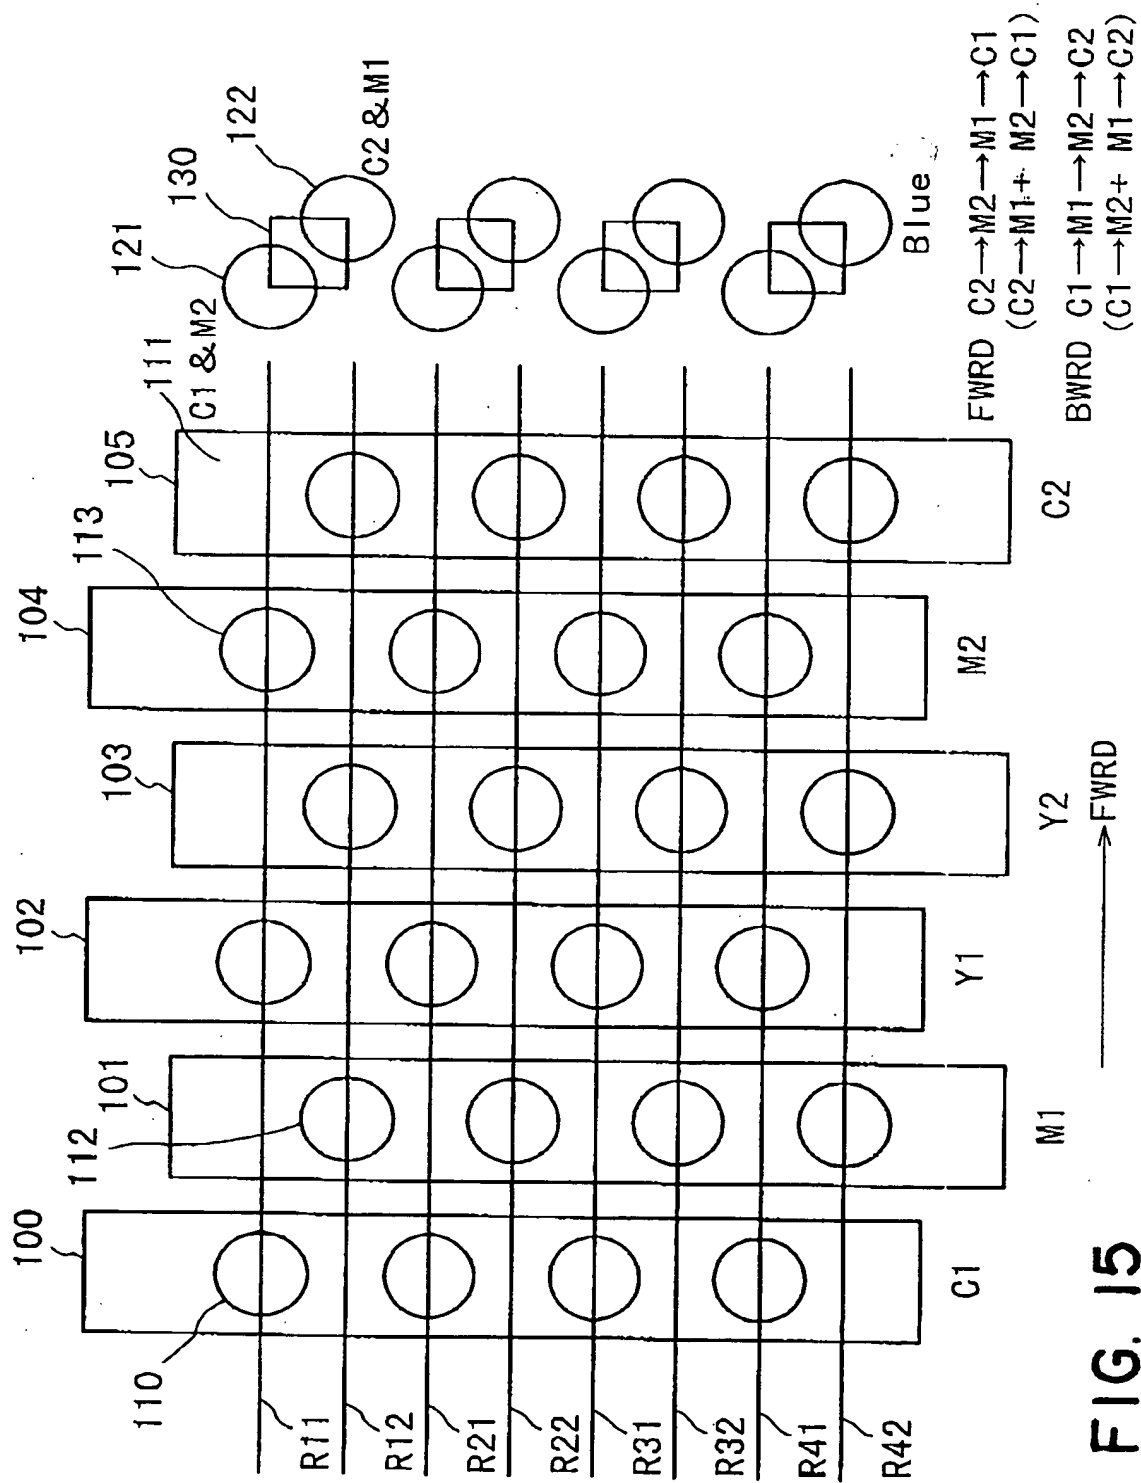 100
101
102
103
104
105
110
112
113
111
121
130
122
C1 & M2
C2 & M1
R11
R12
R21
R22
R31
R32
R41
R42
Blue
C1
M1
Y1
Y2
M2
C2
→FWRD
FWRD C2→M2→M1→C1
(C2→M1+ M2→C1)
BWRD C1→M1→M2→C2
(C1→M2+ M1→C2)
FIG. 15